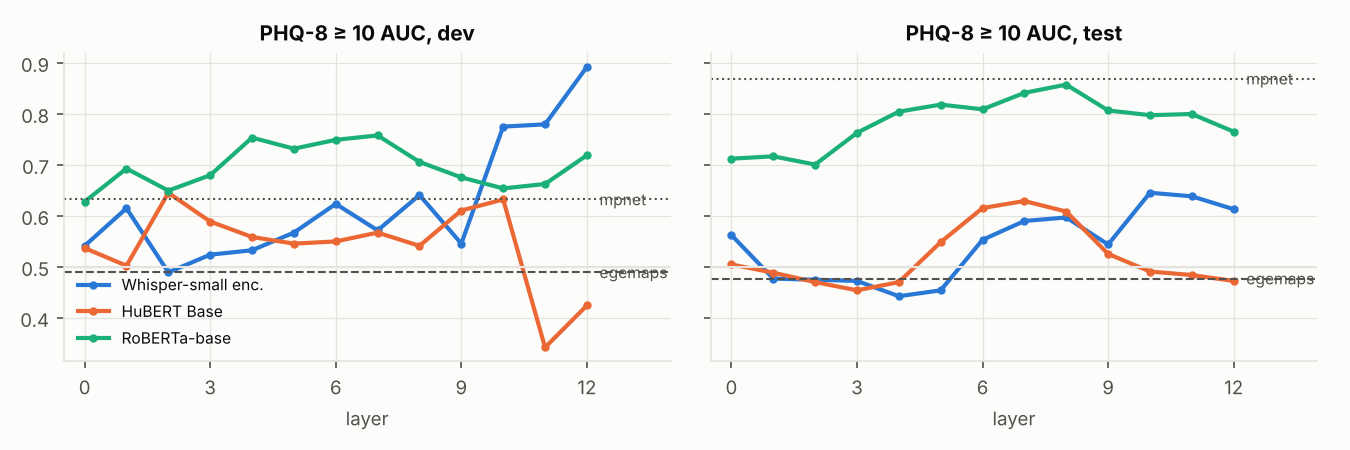 PHQ-8 ≥ 10 AUC, dev
0.9
0.8
0.7
0.6
0.5
0.4
mpnet
egemaps
Whisper-small enc.
HuBERT Base
RoBERTa-base
0 3 6 9 12
layer
PHQ-8 ≥ 10 AUC, test
mpnet
egemaps
0 3 6 9 12
layer